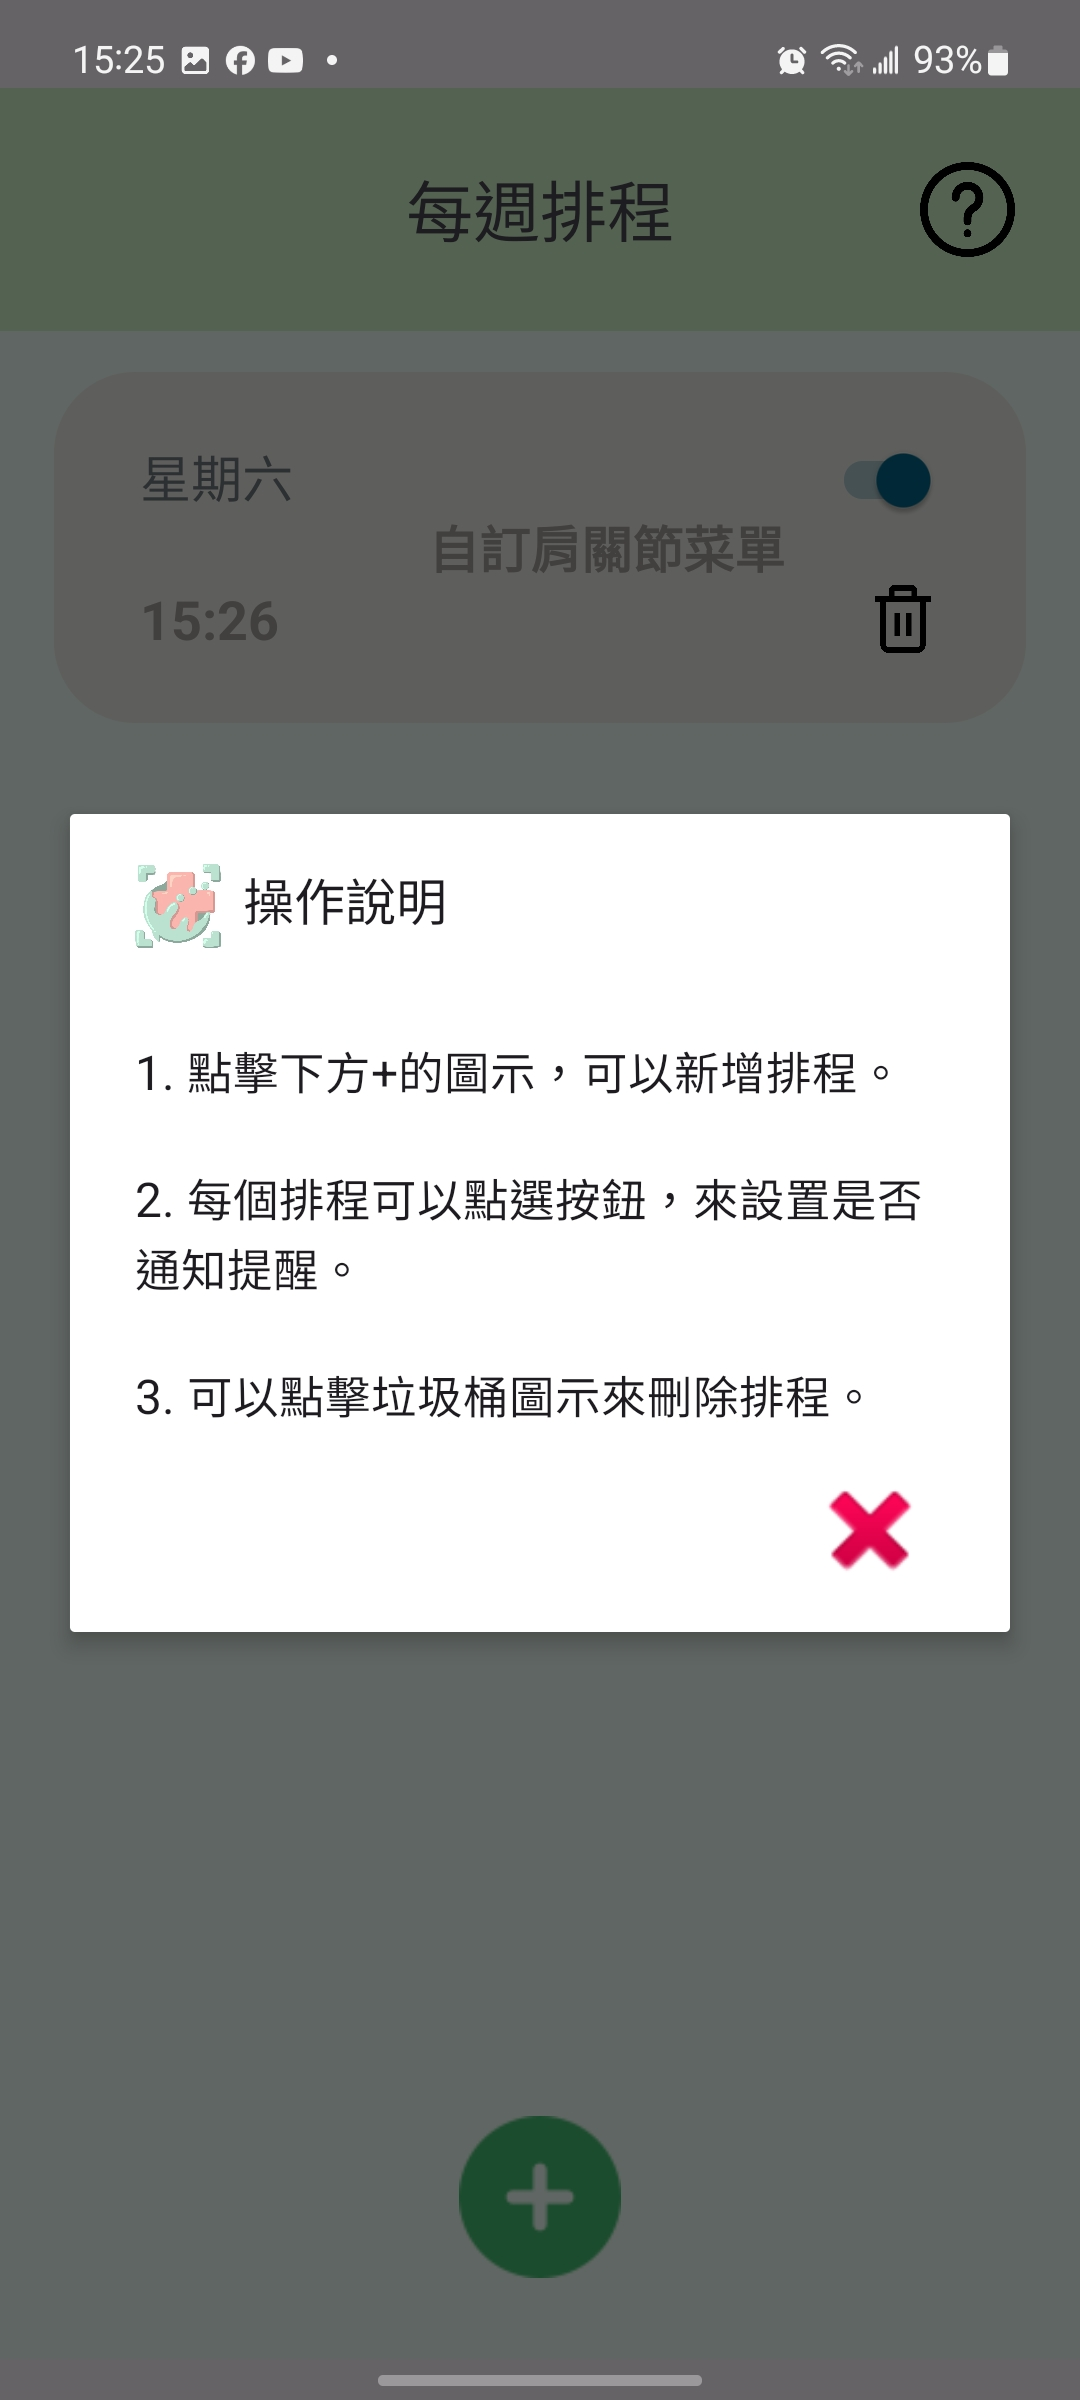 15:25
93%
每週排程
星期六
自訂肩關節菜單
15:26
操作說明
1. 點擊下方+的圖示，可以新增排程。
2. 每個排程可以點選按鈕，來設置是否
通知提醒。
3. 可以點擊垃圾桶圖示來刪除排程。